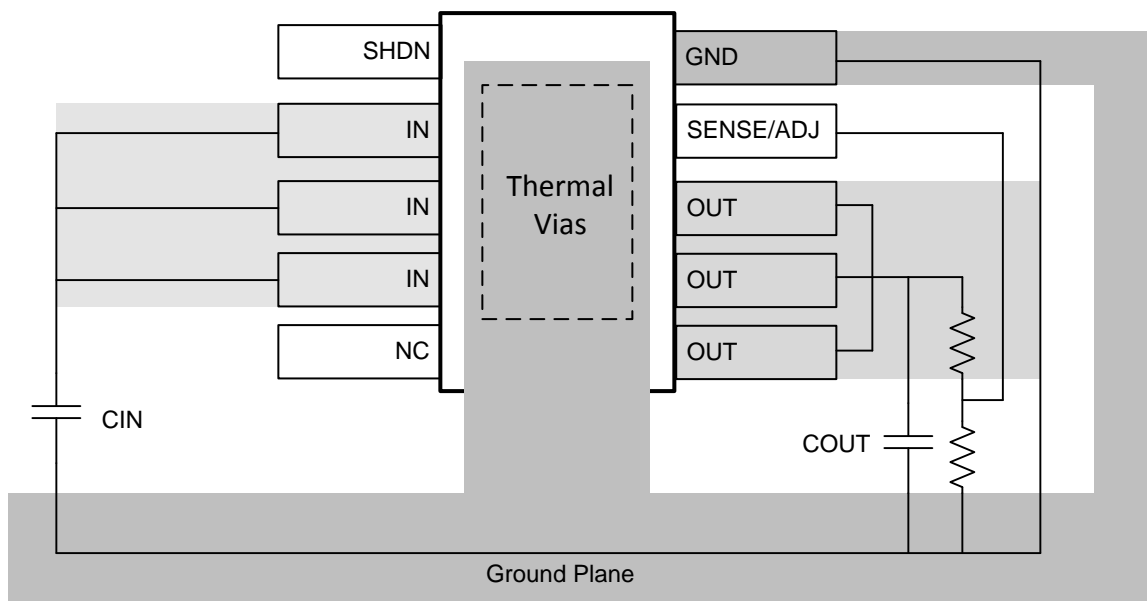 SHDN
GND
IN
SENSE/ADJ
IN
Thermal
Vias
OUT
IN
OUT
NC
OUT
CIN
COUT
Ground Plane